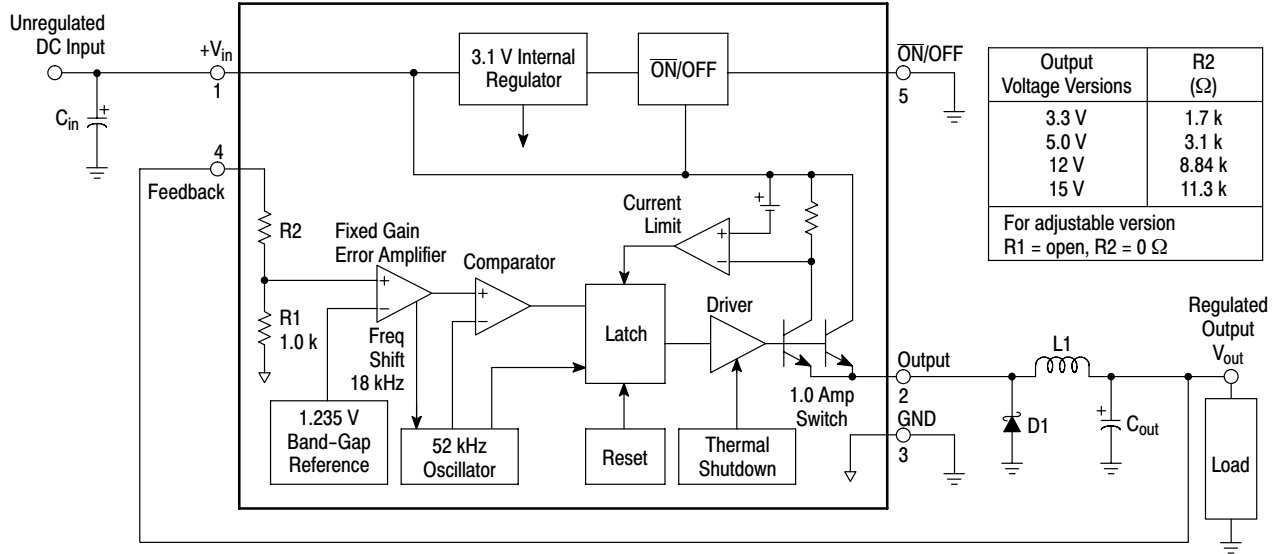 Unregulated
DC Input
+Vin
1
Cin
+
4
Feedback
3.1 V Internal
Regulator
ON/OFF
ON/OFF
5
R2
Fixed Gain
Error Amplifier
+
−
Comparator
+
−
Current
Limit
+
−
+
R1
1.0 k
Freq
Shift
18 kHz
Latch
Driver
1.0 Amp
Switch
1.235 V
Band-Gap
Reference
52 kHz
Oscillator
Reset
Thermal
Shutdown
Output
2
GND
3
L1
D1
+
Cout
Regulated
Output
Vout
Load
Output
Voltage Versions
R2
(Ω)
3.3 V 1.7 k
5.0 V 3.1 k
12 V 8.84 k
15 V 11.3 k
For adjustable version
R1 = open, R2 = 0 Ω